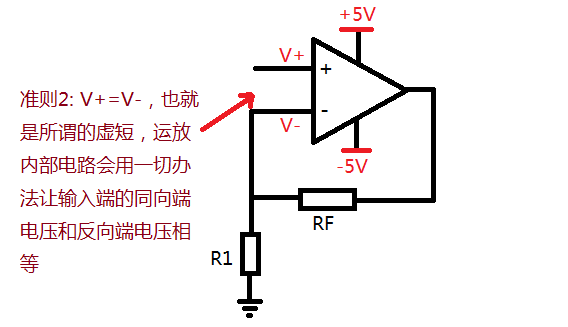 +5V
V+
+
准则2: V+=V-，也就
是所谓的虚短，运放
内部电路会用一切办
法让输入端的同向端
电压和反向端电压相
等
-
V-
-5V
RF
R1